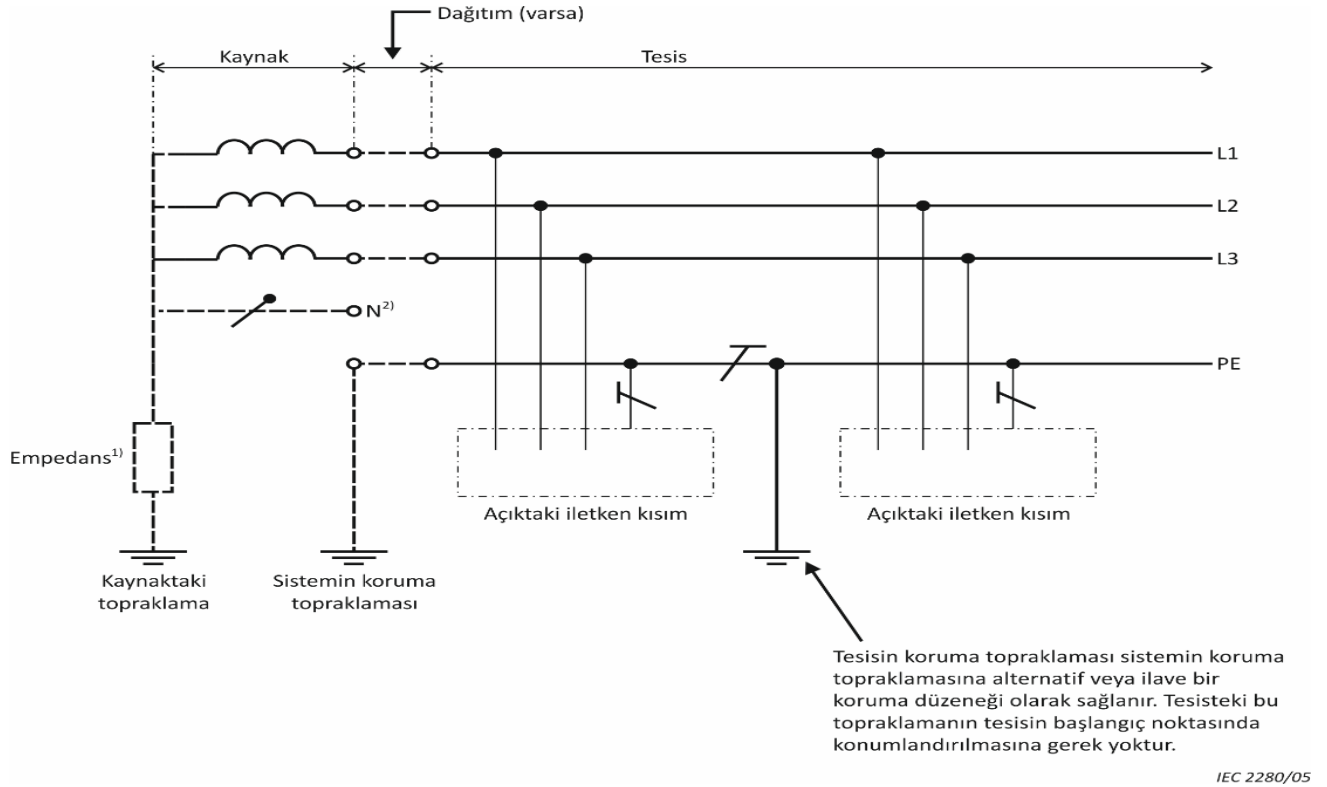 Dağıtım (varsa)
Kaynak
Tesis
L1
L2
L3
N2)
PE
Empedans1)
Açıktaki iletken kısım
Açıktaki iletken kısım
Kaynaktaki
topraklama
Sistemin koruma
topraklaması
Tesisin koruma topraklaması sistemin koruma
topraklamasına alternatif veya ilave bir
koruma düzeneği olarak sağlanır. Tesisteki bu
topraklamanın tesisin başlangıç noktasında
konumlandırılmasına gerek yoktur.
IEC 2280/05